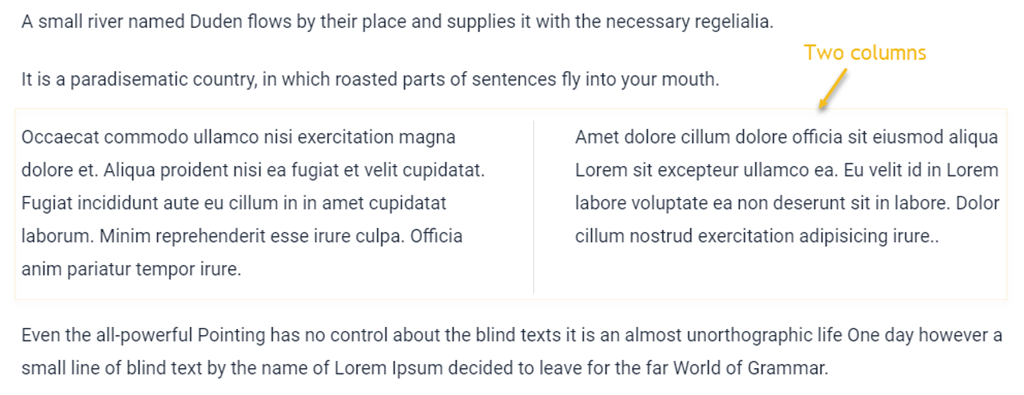 A small river named Duden flows by their place and supplies it with the necessary regelialia.
Two columns
It is a paradisematic country, in which roasted parts of sentences fly into your mouth.
Occaecat commodo ullamco nisi exercitation magna
dolore et. Aliqua proident nisi ea fugiat et velit cupidatat.
Fugiat incididunt aute eu cillum in in amet cupidatat
laborum. Minim reprehenderit esse irure culpa. Officia
anim pariatur tempor irure.
Amet dolore cillum dolore officia sit eiusmod aliqua
Lorem sit excepteur ullamco ea. Eu velit id in Lorem
labore voluptate ea non deserunt sit in labore. Dolor
cillum nostrud exercitation adipisicing irure..
Even the all-powerful Pointing has no control about the blind texts it is an almost unorthographic life One day however a
small line of blind text by the name of Lorem Ipsum decided to leave for the far World of Grammar.